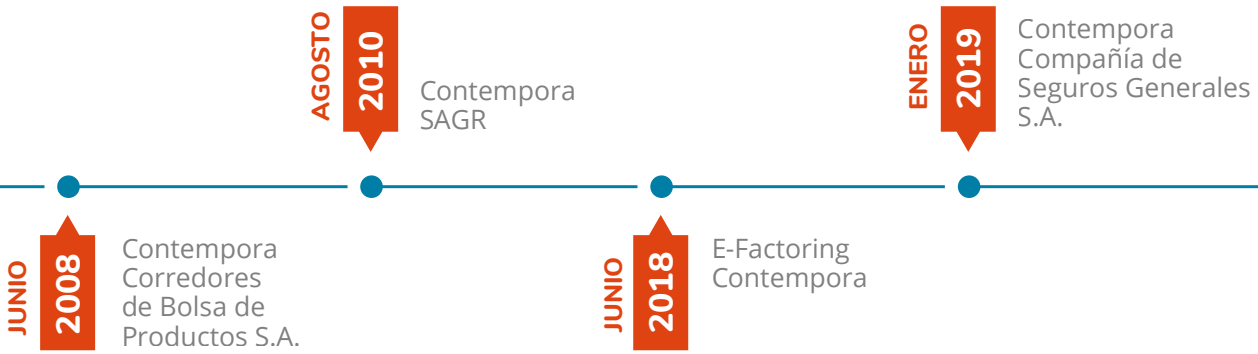 JUNIO
2008
Contempora
Corredores
de Bolsa de
Productos S.A.
AGOSTO
2010
Contempora
SAGR
JUNIO
2018
E-Factoring
Contempora
ENERO
2019
Contempora
Compañía de
Seguros Generales
S.A.